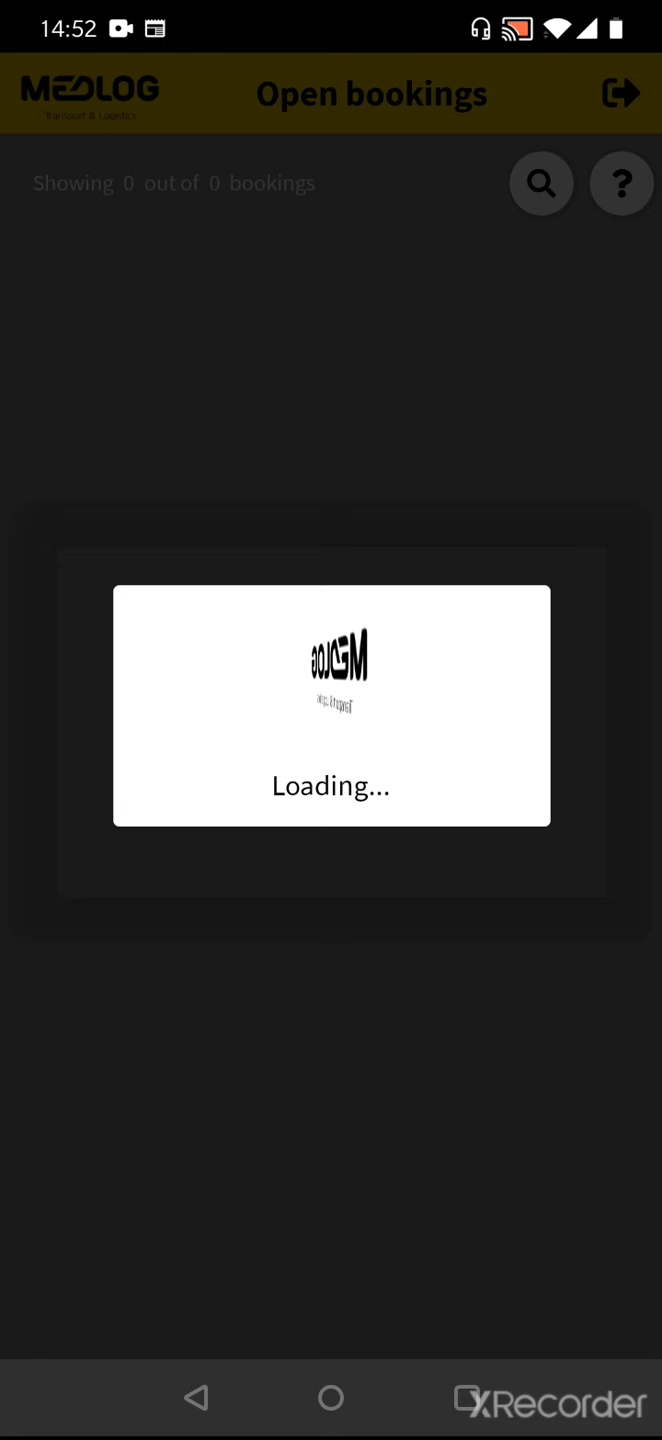 14:52
MEDLOG
Transport & Logistics
Open bookings
Showing 0 out of 0 bookings
?
MEDLOG
Loading...
XRecorder